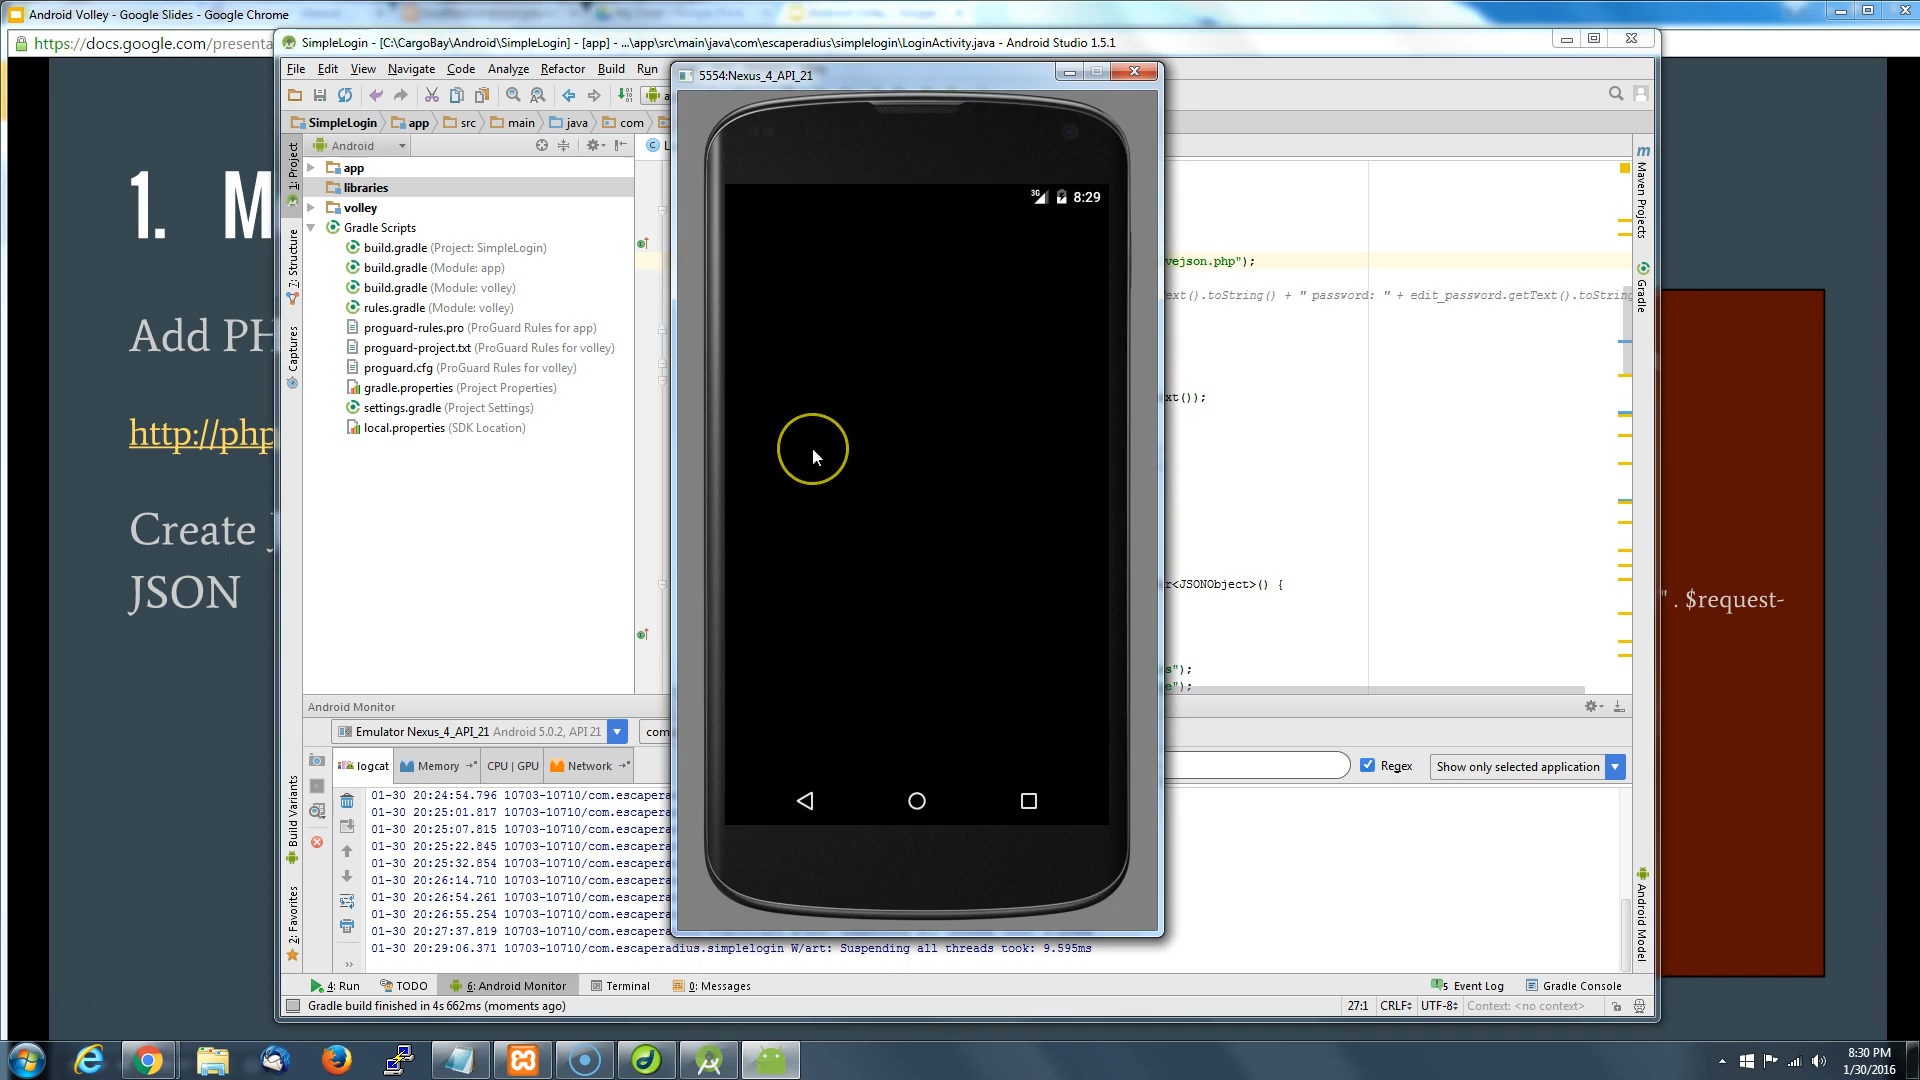 Android Volley - Google Slides - Google Chrome
https://docs.google.com/presenta
SimpleLogin - [C:\CargoBay\Android\SimpleLogin] - [app] - ...\app\src\main\java\com\escaperadius\simplelogin\LoginActivity.java - Android Studio 1.5.1
File Edit View Navigate Code Analyze Refactor Build Run
5554:Nexus_4_API_21
SimpleLogin app src main java com
1: Project
Android
app
libraries
volley
Gradle Scripts
build.gradle (Project: SimpleLogin)
build.gradle (Module: app)
build.gradle (Module: volley)
rules.gradle (Module: volley)
proguard-rules.pro (ProGuard Rules for app)
proguard-project.txt (ProGuard Rules for volley)
proguard.cfg (ProGuard Rules for volley)
gradle.properties (Project Properties)
settings.gradle (Project Settings)
local.properties (SDK Location)
7: Structure
Captures
Build Variants
2: Favorites
3G 8:29
vejson.php");
ext().toString() + " password: " + edit_password.getText().toString
xt());
r<JSONObject>() {
s");
e");
Maven Projects
Gradle
Android Model
1. M
Add PH
http://php
Create J
JSON
" . $request-
Android Monitor
Emulator Nexus_4_API_21 Android 5.0.2, API 21
com
logcat Memory CPU | GPU Network
Regex
Show only selected application
01-30 20:24:54.796 10703-10710/com.escapera
01-30 20:25:01.817 10703-10710/com.escapera
01-30 20:25:07.815 10703-10710/com.escapera
01-30 20:25:22.845 10703-10710/com.escapera
01-30 20:25:32.854 10703-10710/com.escapera
01-30 20:26:14.710 10703-10710/com.escapera
01-30 20:26:54.261 10703-10710/com.escapera
01-30 20:26:55.254 10703-10710/com.escapera
01-30 20:27:37.819 10703-10710/com.escapera
01-30 20:29:06.371 10703-10710/com.escaperadius.simplelogin W/art: Suspending all threads took: 9.595ms
4: Run TODO 6: Android Monitor Terminal 0: Messages
5 Event Log Gradle Console
Gradle build finished in 4s 662ms (moments ago)
27:1 CRLF UTF-8 Context: <no context>
8:30 PM
1/30/2016